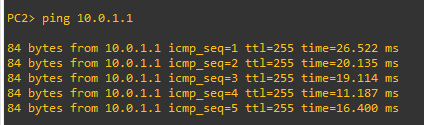 PC2> ping 10.0.1.1
84 bytes from 10.0.1.1 icmp_seq=1 ttl=255 time=26.522 ms
84 bytes from 10.0.1.1 icmp_seq=2 ttl=255 time=20.135 ms
84 bytes from 10.0.1.1 icmp_seq=3 ttl=255 time=19.114 ms
84 bytes from 10.0.1.1 icmp_seq=4 ttl=255 time=11.187 ms
84 bytes from 10.0.1.1 icmp_seq=5 ttl=255 time=16.400 ms